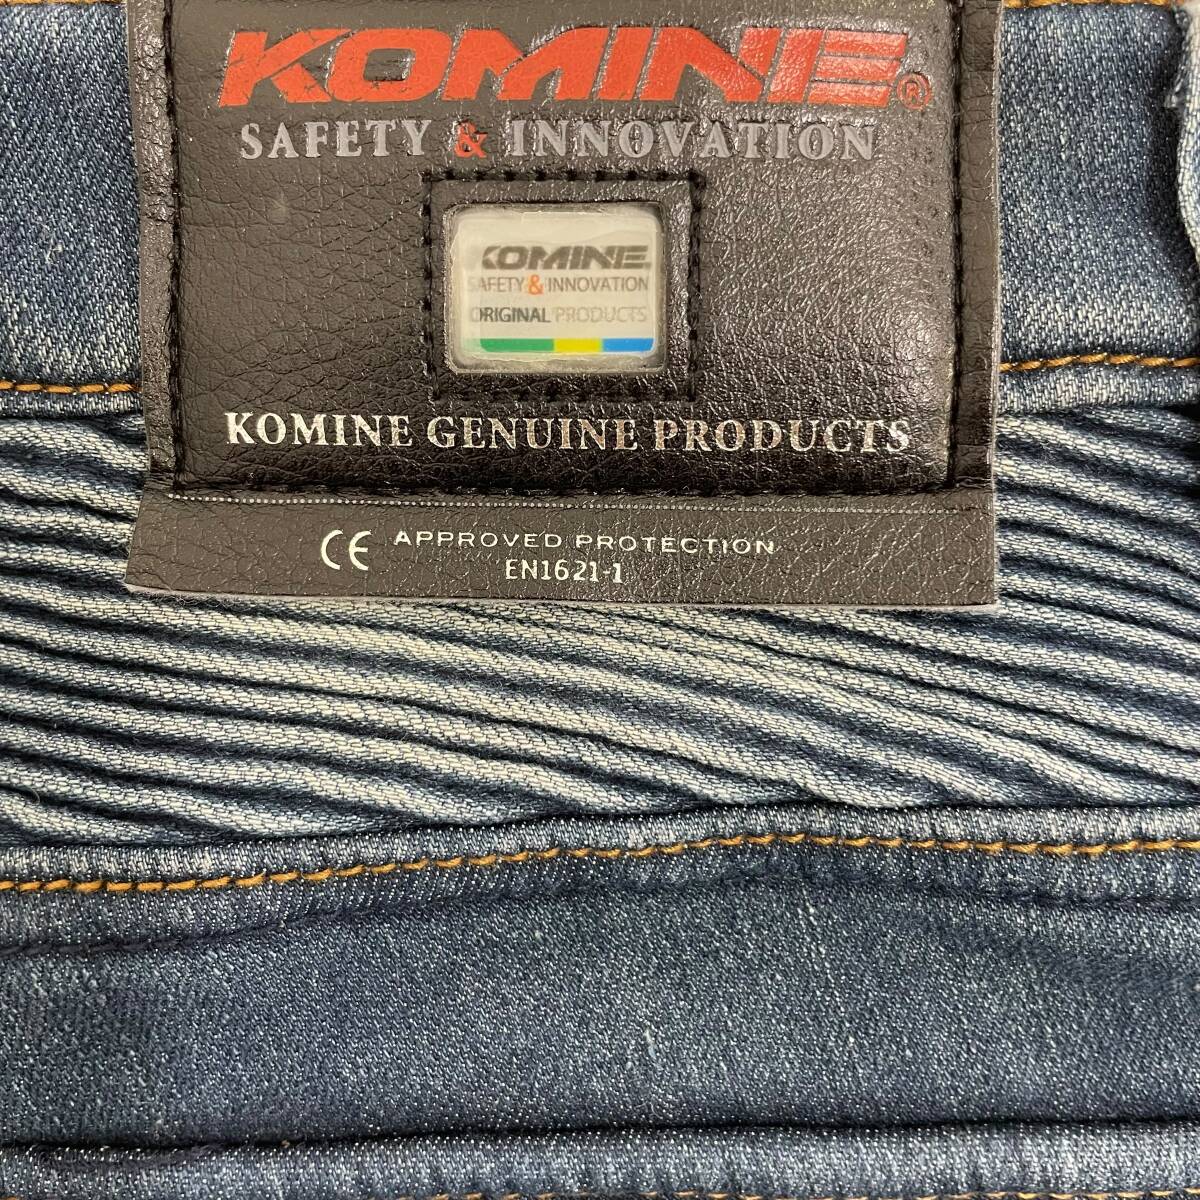 KOMINE®
SAFETY & INNOVATION
KOMINE
SAFETY & INNOVATION
ORIGINAL PRODUCTS
KOMINE GENUINE PRODUCTS
CE APPROVED PROTECTION
EN1621-1